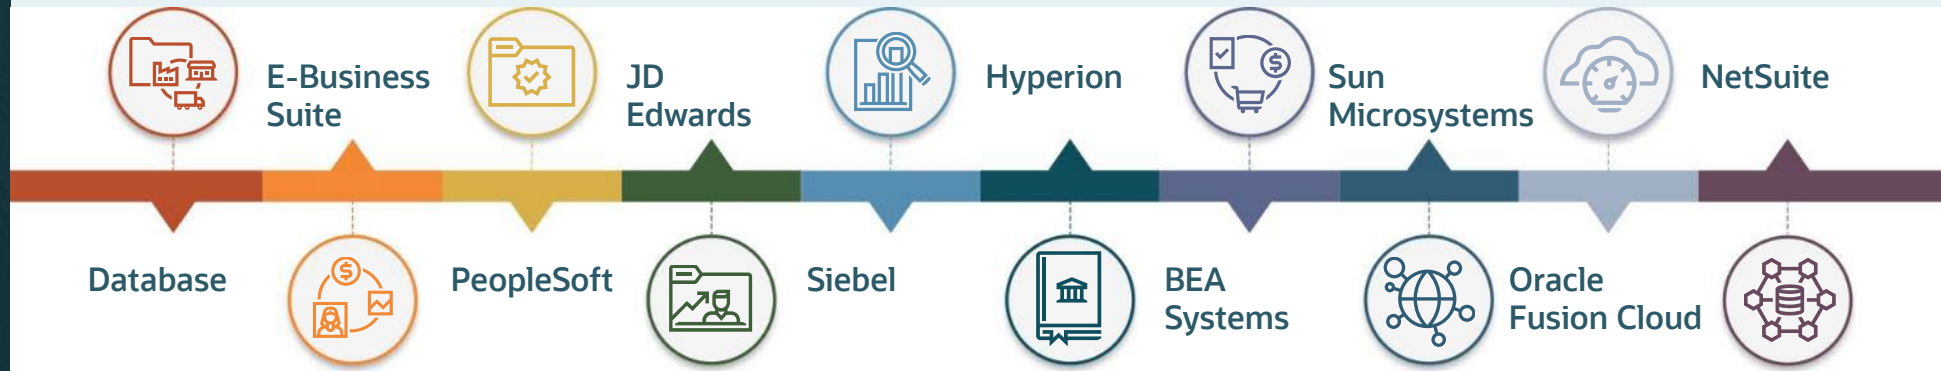 E-Business
Suite
JD
Edwards
Hyperion
Sun
Microsystems
NetSuite
Database
PeopleSoft
Siebel
BEA
Systems
Oracle
Fusion Cloud